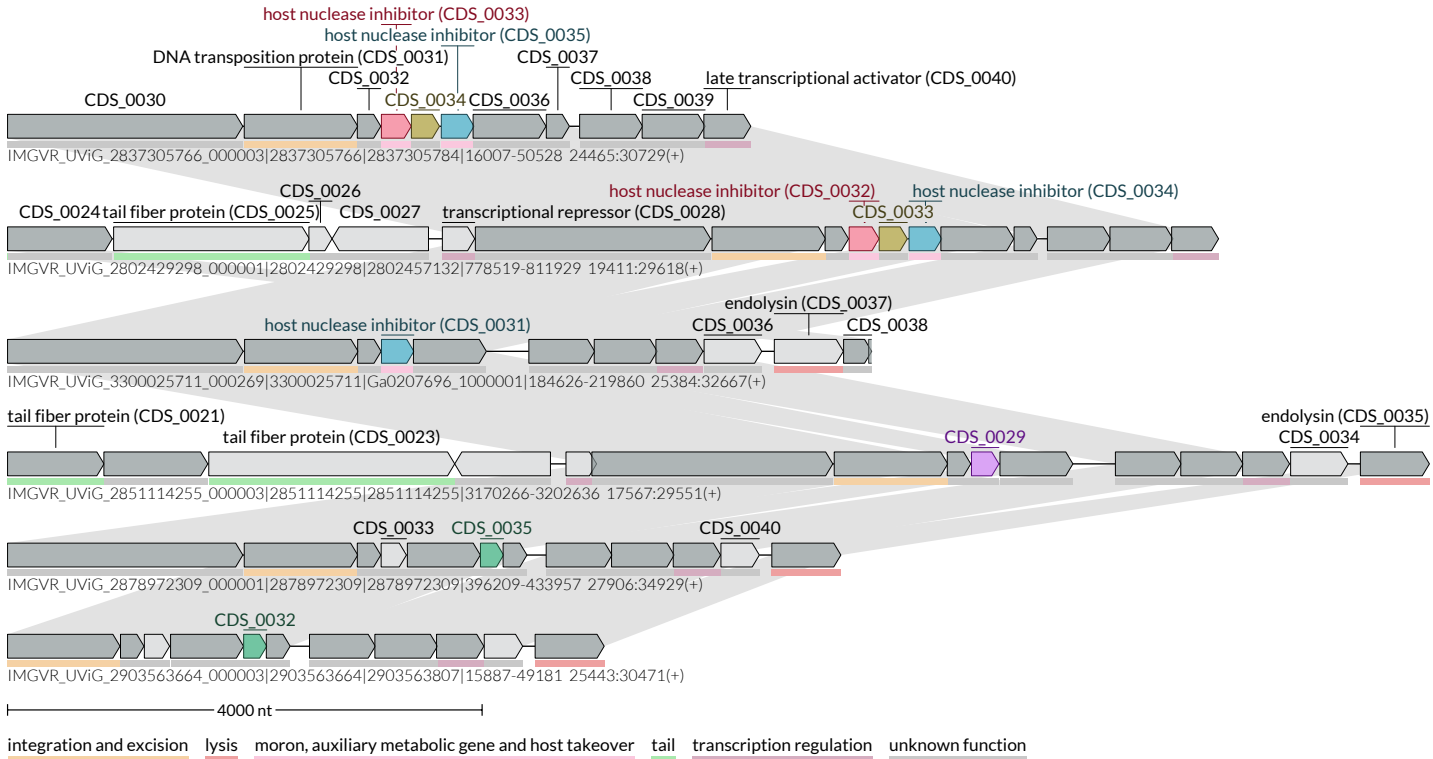 host nuclease inhibitor (CDS_0033)
host nuclease inhibitor (CDS_0035)
DNA transposition protein (CDS_0031) CDS_0037
CDS_0032 CDS_0038 late transcriptional activator (CDS_0040)
CDS_0030 CDS_0034 CDS_0036 CDS_0039
IMGVR_UViG_2837305766_000003|2837305766|2837305784|16007-50528 24465:30729(+)
CDS_0026 host nuclease inhibitor (CDS_0032) host nuclease inhibitor (CDS_0034)
CDS_0024 tail fiber protein (CDS_0025) CDS_0027 transcriptional repressor (CDS_0028) CDS_0033
IMGVR_UViG_2802429298_000001|2802429298|2802457132|778519-811929 19411:29618(+)
endolysin (CDS_0037)
host nuclease inhibitor (CDS_0031) CDS_0036 CDS_0038
IMGVR_UViG_3300025711_000269|3300025711|Ga0207696_1000001|184626-219860 25384:32667(+)
tail fiber protein (CDS_0021) endolysin (CDS_0035)
tail fiber protein (CDS_0023) CDS_0029 CDS_0034
IMGVR_UViG_2851114255_000003|2851114255|2851114255|3170266-3202636 17567:29551(+)
CDS_0033 CDS_0035 CDS_0040
IMGVR_UViG_2878972309_000001|2878972309|2878972309|396209-433957 27906:34929(+)
CDS_0032
IMGVR_UViG_2903563664_000003|2903563664|2903563807|15887-49181 25443:30471(+)
4000 nt
integration and excision lysis moron, auxiliary metabolic gene and host takeover tail transcription regulation unknown function